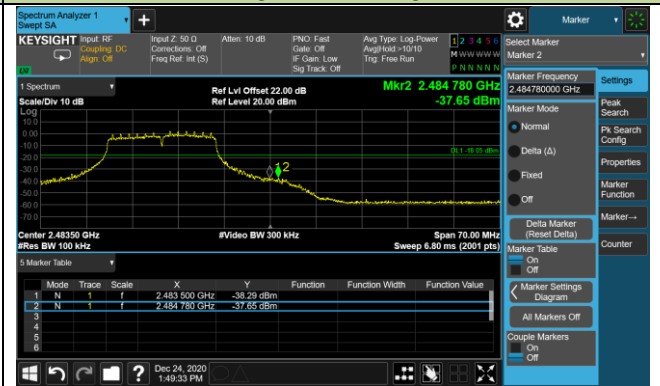 Spectrum Analyzer 1
Swept SA
Marker
KEYSIGHT
Input: RF
Coupling: DC
Align: Off
Input Z: 50 Ω
Corrections: Off
Freq Ref: Int (S)
Atten: 10 dB
PNO: Fast
Gate: Off
IF Gain: Low
Sig Track: Off
Avg Type: Log-Power
Avg|Hold:>10/10
Trig: Free Run
1 2 3 4 5 6
M W W W W W
P N N N N N
Select Marker
Marker 2
1 Spectrum
Scale/Div 10 dB
Log
Ref Lvl Offset 22.00 dB
Ref Level 20.00 dBm
Mkr2 2.484 780 GHz
-37.65 dBm
10.0
0.00
-10.0
-20.0
-30.0
-40.0
-50.0
-60.0
-70.0
DL1 -18.05 dBm
1
2
Center 2.48350 GHz
#Res BW 100 kHz
#Video BW 300 kHz
Span 70.00 MHz
Sweep 6.80 ms (2001 pts)
5 Marker Table
Mode Trace Scale X Y Function Function Width Function Value
1 N 1 f 2.483 500 GHz -38.29 dBm
2 N 1 f 2.484 780 GHz -37.65 dBm
3
4
5
6
Marker Frequency
2.484780000 GHz
Marker Mode
Normal
Delta (Δ)
Fixed
Off
Delta Marker
(Reset Delta)
Marker Table
On
Off
Marker Settings
Diagram
All Markers Off
Couple Markers
On
Off
Settings
Peak
Search
Pk Search
Config
Properties
Marker
Function
Marker→
Counter
Dec 24, 2020
1:49:33 PM